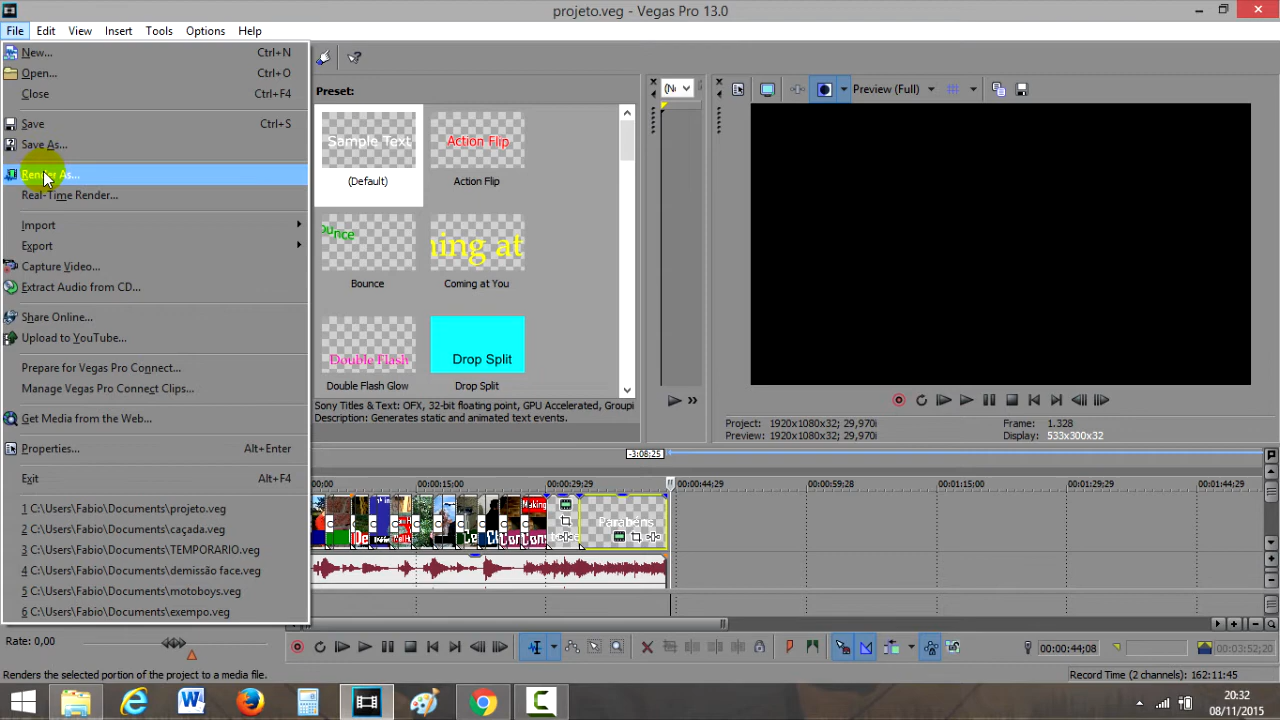 projeto.veg - Vegas Pro 13.0
File Edit View Insert Tools Options Help
New... Ctrl+N
Open... Ctrl+O
Close Ctrl+F4
Save Ctrl+S
Save As...
Render As...
Real-Time Render...
Import
Export
Capture Video...
Extract Audio from CD...
Share Online...
Upload to YouTube...
Prepare for Vegas Pro Connect...
Manage Vegas Pro Connect Clips...
Get Media from the Web...
Properties... Alt+Enter
Exit Alt+F4
1 C:\Users\Fabio\Documents\projeto.veg
2 C:\Users\Fabio\Documents\caçada.veg
3 C:\Users\Fabio\Documents\TEMPORARIO.veg
4 C:\Users\Fabio\Documents\demissão face.veg
5 C:\Users\Fabio\Documents\motoboys.veg
6 C:\Users\Fabio\Documents\exempo.veg
Preset:
Sample Text
(Default)
Action Flip
Action Flip
ounce
Bounce
ming at
Coming at You
Double Flash
Double Flash Glow
Drop Split
Drop Split
Sony Titles & Text: OFX, 32-bit floating point, GPU Accelerated, Groupi
Description: Generates static and animated text events.
(N
Preview (Full)
Project: 1920x1080x32; 29,970i
Preview: 1920x1080x32; 29,970i
Frame: 1.328
Display: 533x300x32
-3:08:25
00:00 00:00:15:00 00:00:29:29 00:00:44:29 00:00:59:28 00:01:15:00 00:01:29:29 00:01:44:29
Making
Parabéns
Rate: 0,00
00:00:44;08
00:03:52;20
Renders the selected portion of the project to a media file.
Record Time (2 channels): 162:11:45
20:32
08/11/2015